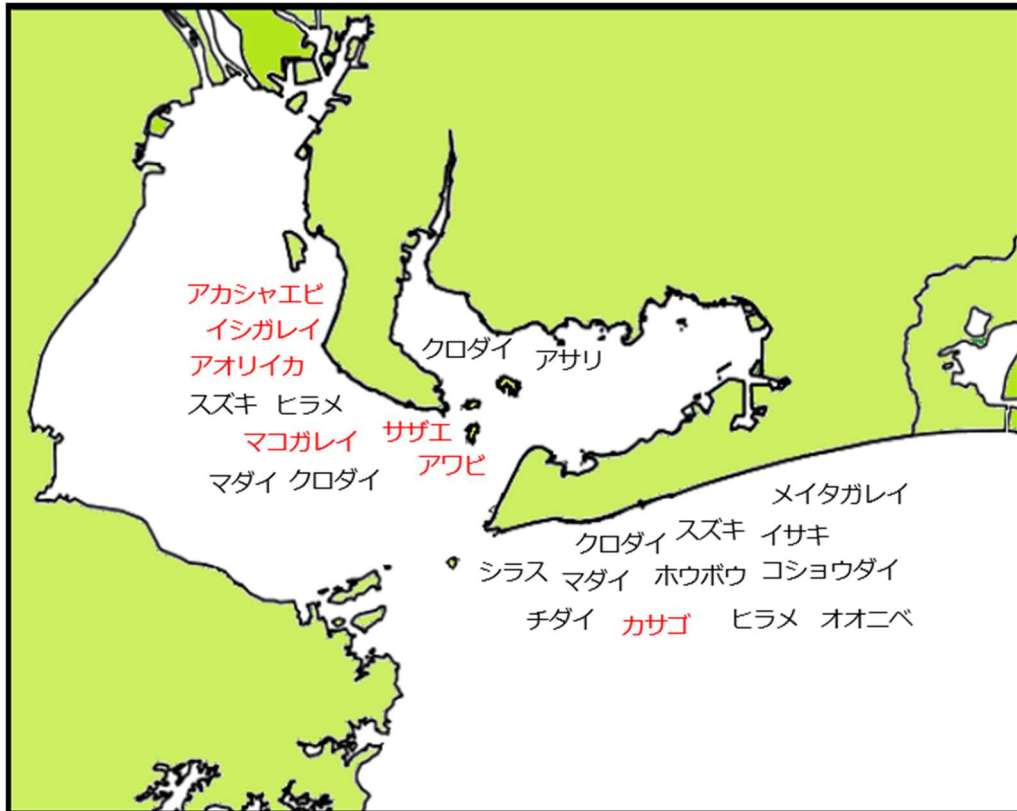 アカシャエビ
イシガレイ
アオリイカ
スズキ ヒラメ
マコガレイ
マダイ クロダイ
サザエ
アワビ
クロダイ
アサリ
メイタガレイ
クロダイ スズキ イサキ
シラス マダイ ホウボウ コショウダイ
チダイ カサゴ ヒラメ オオニベ